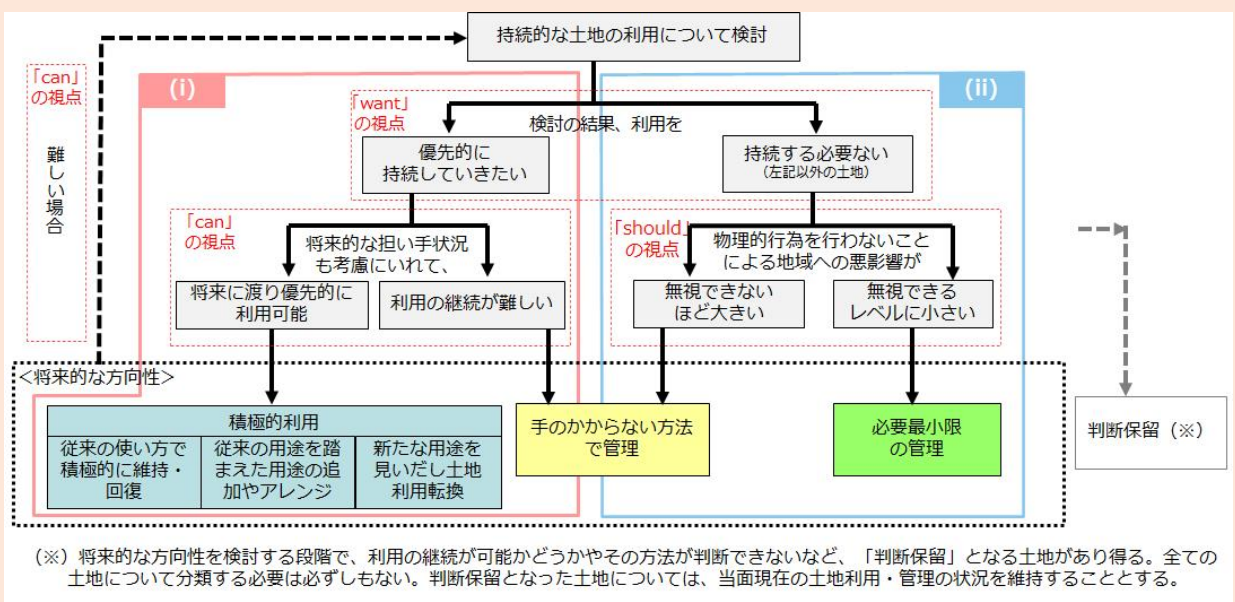 持続的な土地の利用について検討
「can」
の視点
難しい場合
(i)
(ii)
「want」
の視点
検討の結果、利用を
優先的に
持続していきたい
持続する必要ない
（左記以外の土地）
「can」
の視点
将来的な担い手状況
も考慮にいれて、
「should」
の視点
物理的行為を行わないこと
による地域への悪影響が
将来に渡り優先的に
利用可能
利用の継続が難しい
無視できない
ほど大きい
無視できる
レベルに小さい
＜将来的な方向性＞
積極的利用
従来の使い方で
積極的に維持・
回復
従来の用途を踏
まえた用途の追
加やアレンジ
新たな用途を
見いだし土地
利用転換
手のかからない方法
で管理
必要最小限
の管理
判断保留（※）
（※）将来的な方向性を検討する段階で、利用の継続が可能かどうかやその方法が判断できないなど、「判断保留」となる土地があり得る。全ての
土地について分類する必要は必ずしもない。判断保留となった土地については、当面現在の土地利用・管理の状況を維持することとする。